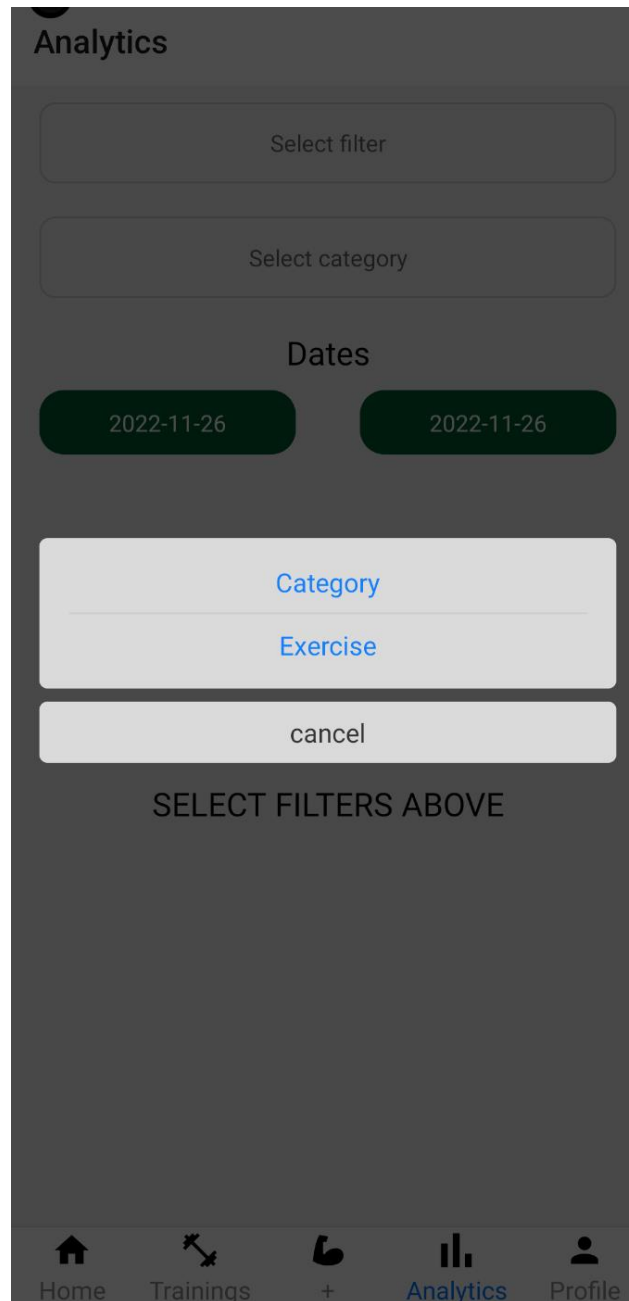 Analytics
Select filter
Select category
Dates
2022-11-26 2022-11-26
Category
Exercise
cancel
SELECT FILTERS ABOVE
Home Trainings + Analytics Profile